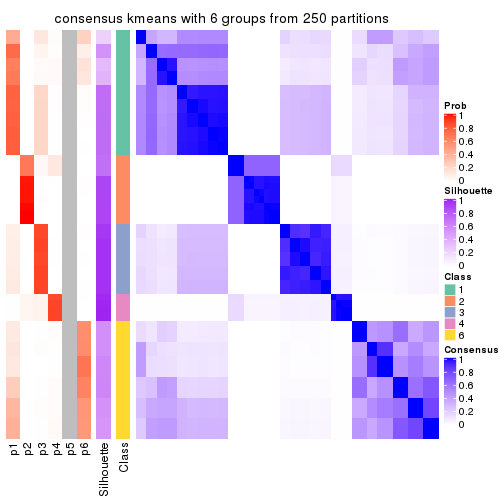 consensus kmeans with 6 groups from 250 partitions
Prob
1
0.8
0.6
0.4
0.2
0
Silhouette
1
0.8
0.6
0.4
0.2
0
Class
1
2
3
4
6
Consensus
1
0.8
0.6
0.4
0.2
0
p1
p2
p3
p4
p5
p6
Silhouette
Class